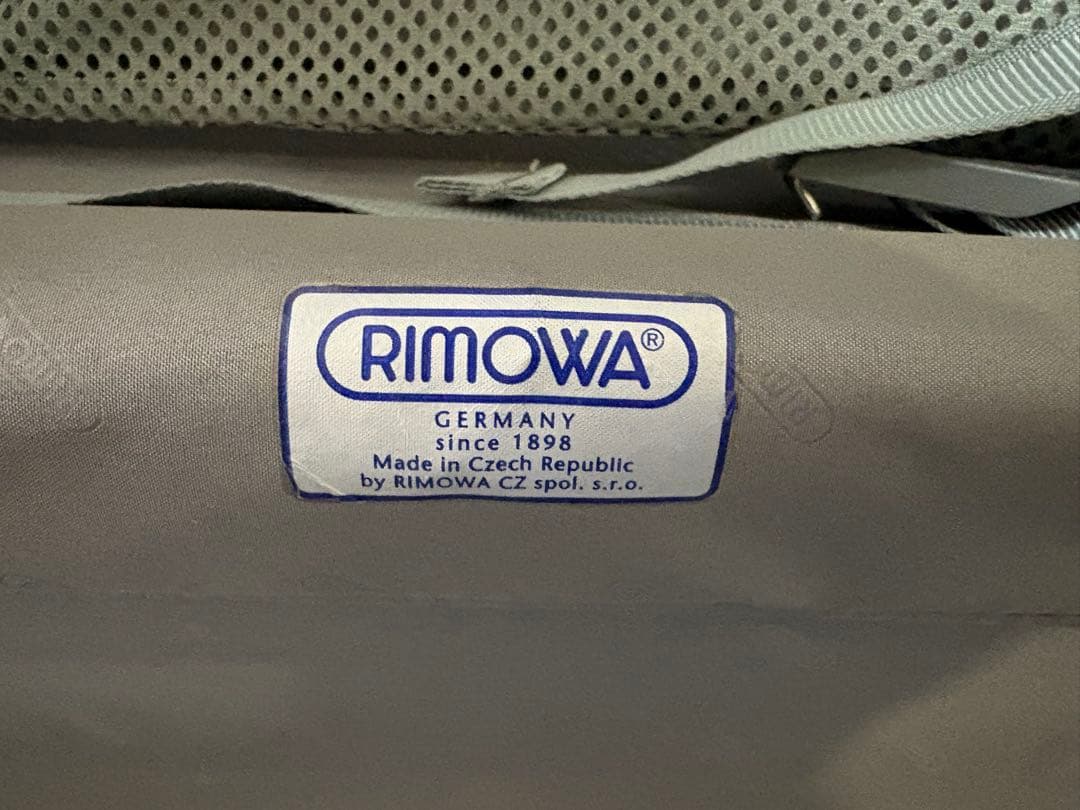 RIMOWA®
GERMANY
since 1898
Made in Czech Republic
by RIMOWA CZ spol. s.r.o.